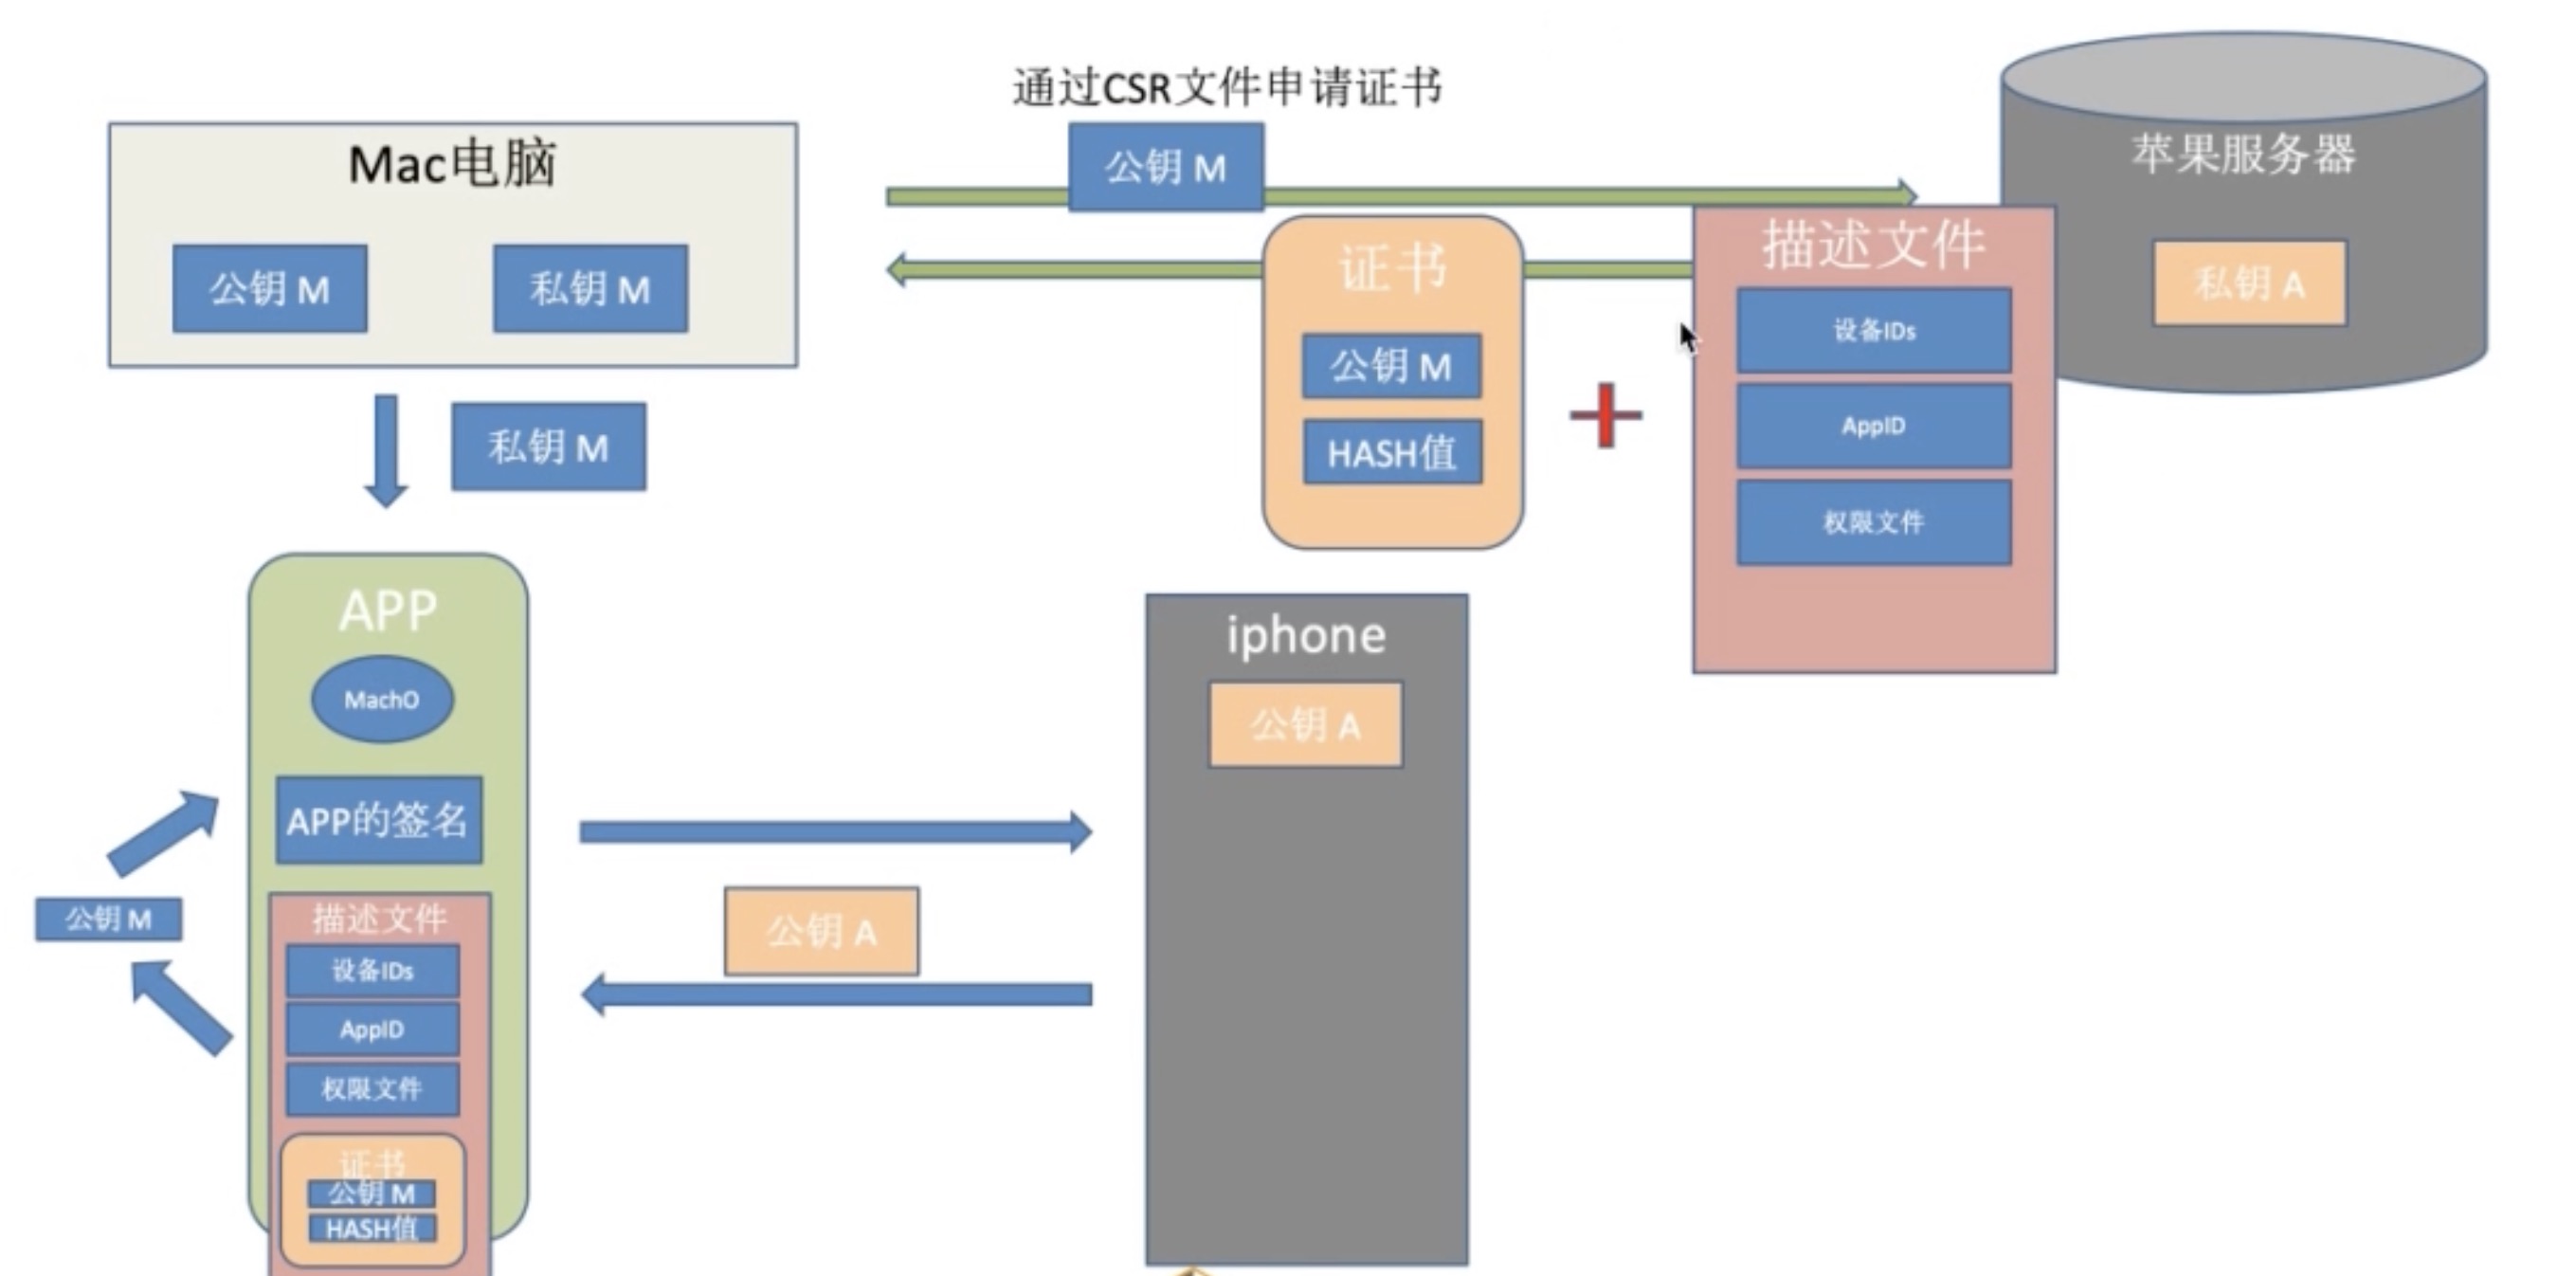 通过CSR文件申请证书
Mac电脑
公钥 M
私钥 M
公钥 M
苹果服务器
私钥 A
证书
公钥 M
HASH值
描述文件
设备IDs
AppID
权限文件
私钥 M
APP
MachO
APP的签名
公钥 M
描述文件
设备IDs
AppID
权限文件
证书
公钥 M
HASH值
公钥 A
iphone
公钥 A